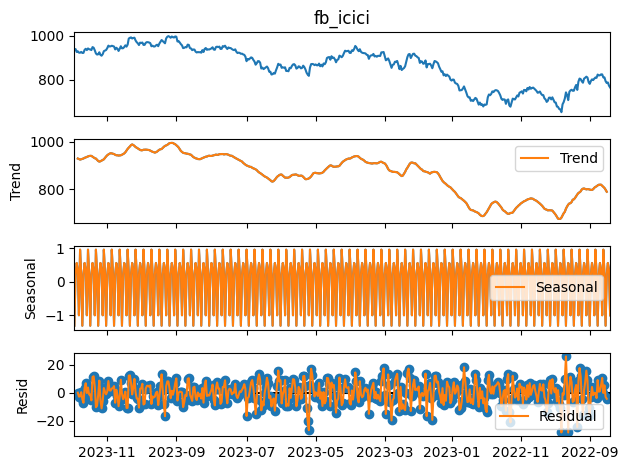 fb_icici
1000
800
1000
800
Trend
Trend
1
0
−1
Seasonal
Seasonal
20
0
−20
Resid
Residual
2023-11 2023-09 2023-07 2023-05 2023-03 2023-01 2022-11 2022-09